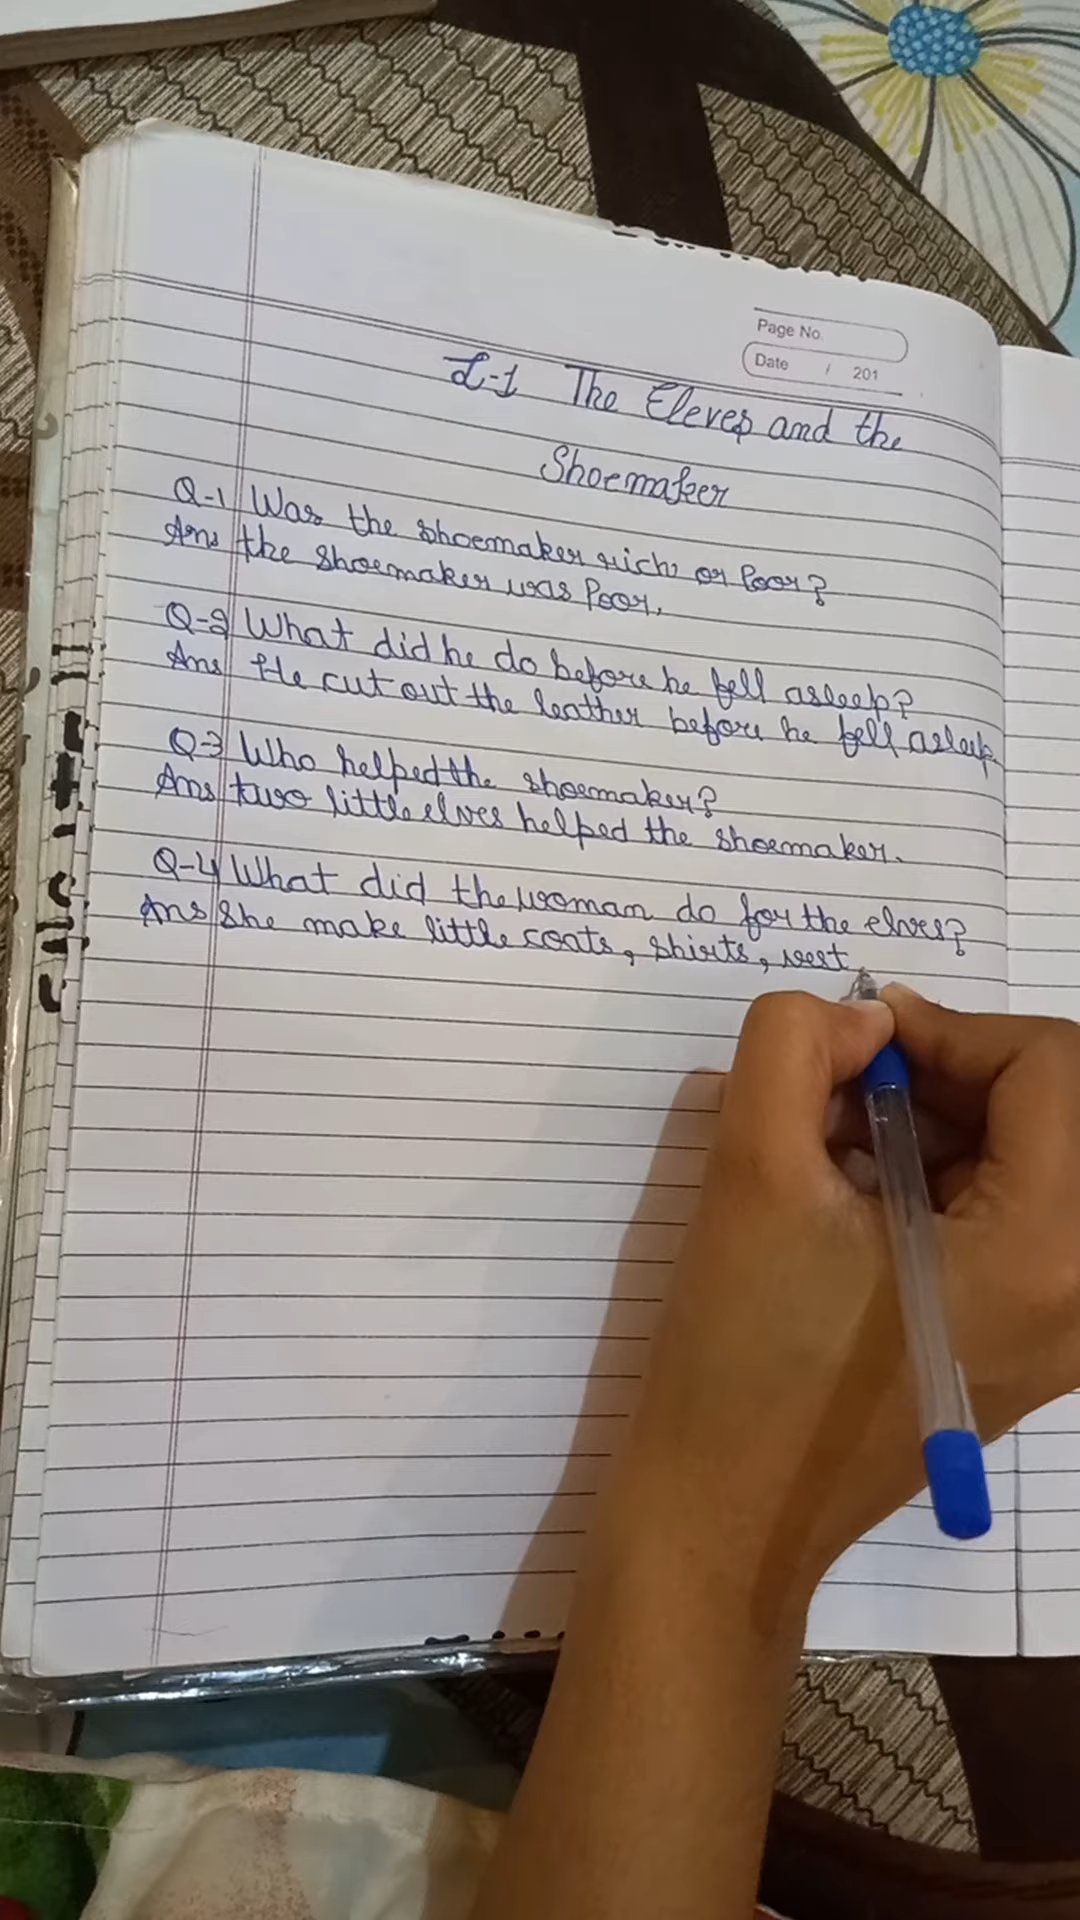 Page No.
Date / 201
L-1 The Eleves and the
Shoemaker
Q-1 Was the shoemaker rich or Poor?
Ans the shoemaker was Poor.
Q-2 What did he do before he fell asleep?
Ans He cut out the leather before he fell asleep.
Q-3 Who helped the shoemaker?
Ans two little elves helped the shoemaker.
Q-4 What did the woman do for the elves?
Ans She make little coats, shirts, vest,